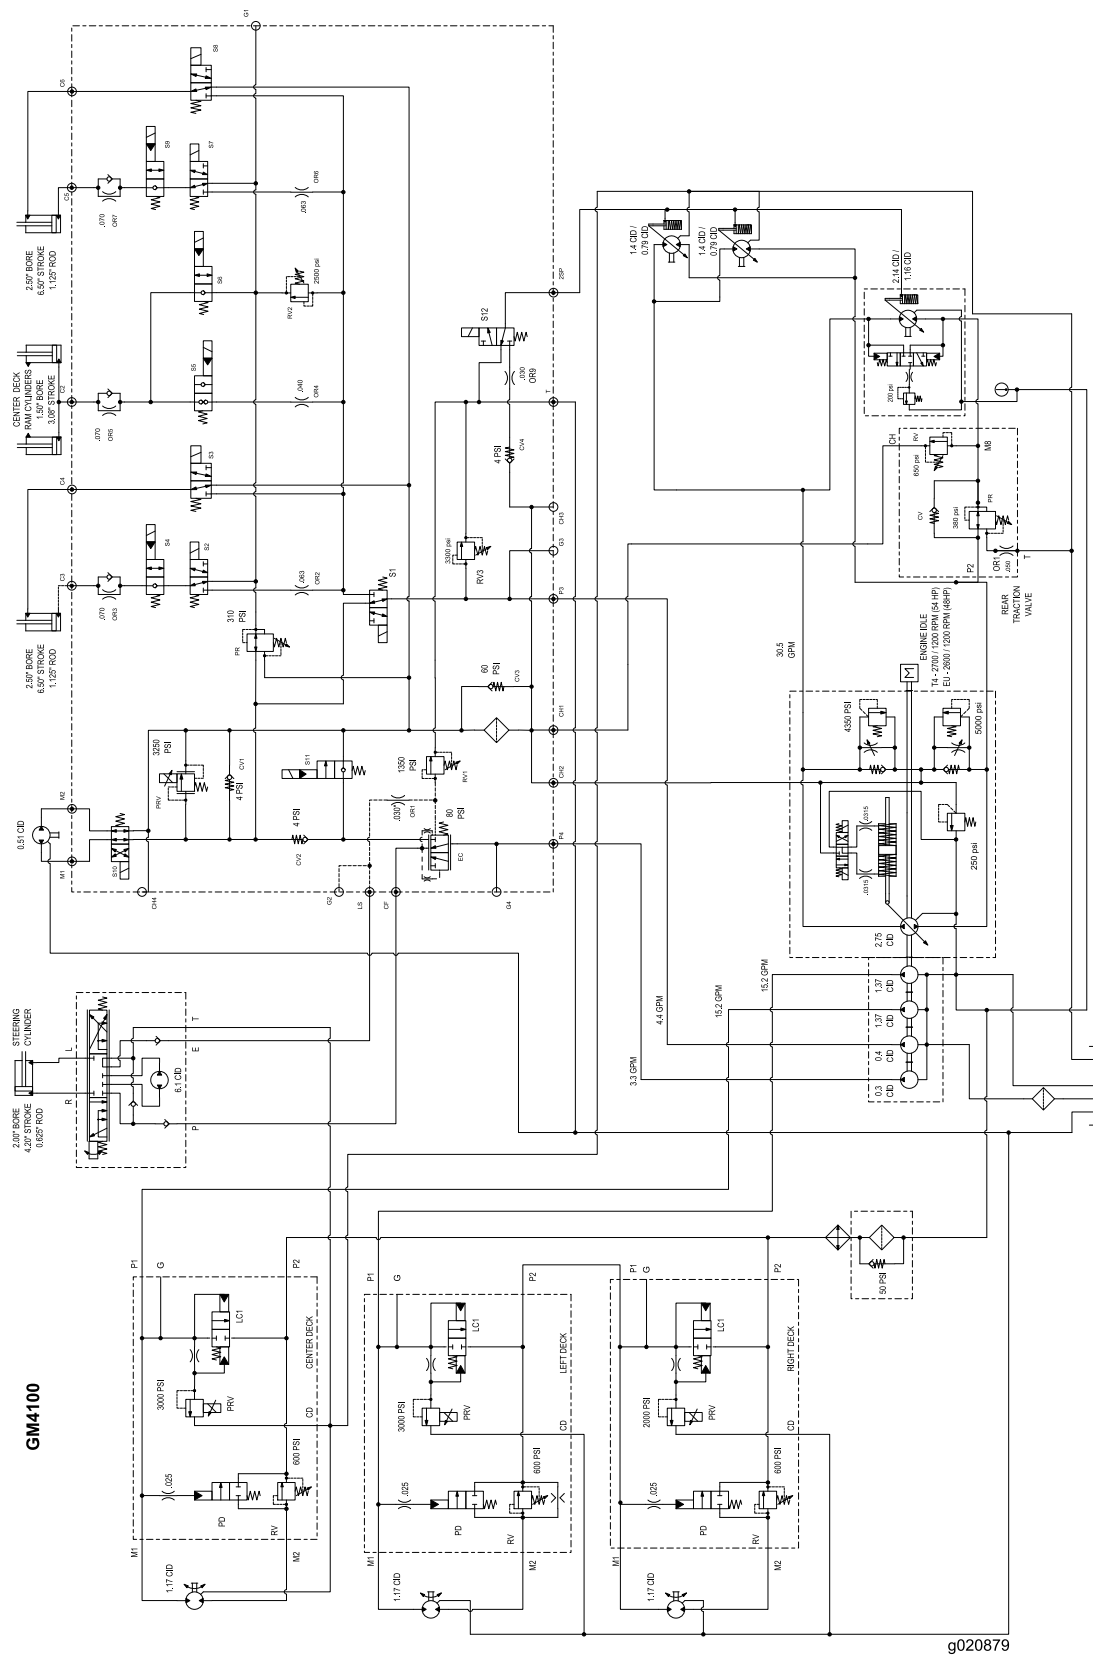 GM4100
G1
S8
C6
S9
S7
C5
.070
OR7
OR6
.063
2.50" BORE
6.50" STROKE
1.125" ROD
S6
RV2
2500 psi
CENTER DECK
RAM CYLINDERS
1.50" BORE
3.08" STROKE
C2
S5
.070
OR5
.040
OR4
S3
C4
S4
S2
C3
.070
OR3
.063
OR2
2.50" BORE
6.50" STROKE
1.125" ROD
S1
310
PSI
PR
S12
2SP
.030
OR9
T
4 PSI
CV4
CH3
3300 psi
RV3
G3
P3
60
PSI
CV3
CH1
CH2
3250
PSI
PRV
CV1
4 PSI
S11
4 PSI
CV2
1350
PSI
RV1
.030"
OR1
80
PSI
EC
P4
G4
CF
LS
G2
CH4
0.51 CID
M2
M1
S10
1.4 CID /
0.79 CID
1.4 CID /
0.79 CID
2.14 CID /
1.16 CID
200 psi
CH
RV
650 psi
M8
CV
380 psi
PR
P2
OR1
.050
T
REAR
TRACTION
VALVE
30.5
GPM
ENGINE IDLE
T4 - 2700 / 1200 RPM (54 HP)
EU - 2600 / 1200 RPM (48HP)
M
4350 PSI
5000 psi
.0315
.0315
250 psi
2.75
CID
1.37
CID
1.37
CID
0.4
CID
0.3
CID
15.2 GPM
15.2 GPM
4.4 GPM
3.3 GPM
STEERING
CYLINDER
2.00" BORE
4.20" STROKE
0.625" ROD
L
R
T
E
P
6.1 CID
50 PSI
P1
G
P2
LC1
3000 PSI
PRV
CENTER DECK
CD
.025
600 PSI
PD
RV
M1
M2
1.17 CID
P1
G
P2
LC1
3000 PSI
PRV
LEFT DECK
CD
.025
600 PSI
PD
RV
M1
M2
1.17 CID
P1
G
P2
LC1
2000 PSI
PRV
RIGHT DECK
CD
.025
600 PSI
PD
RV
M1
M2
1.17 CID
g020879